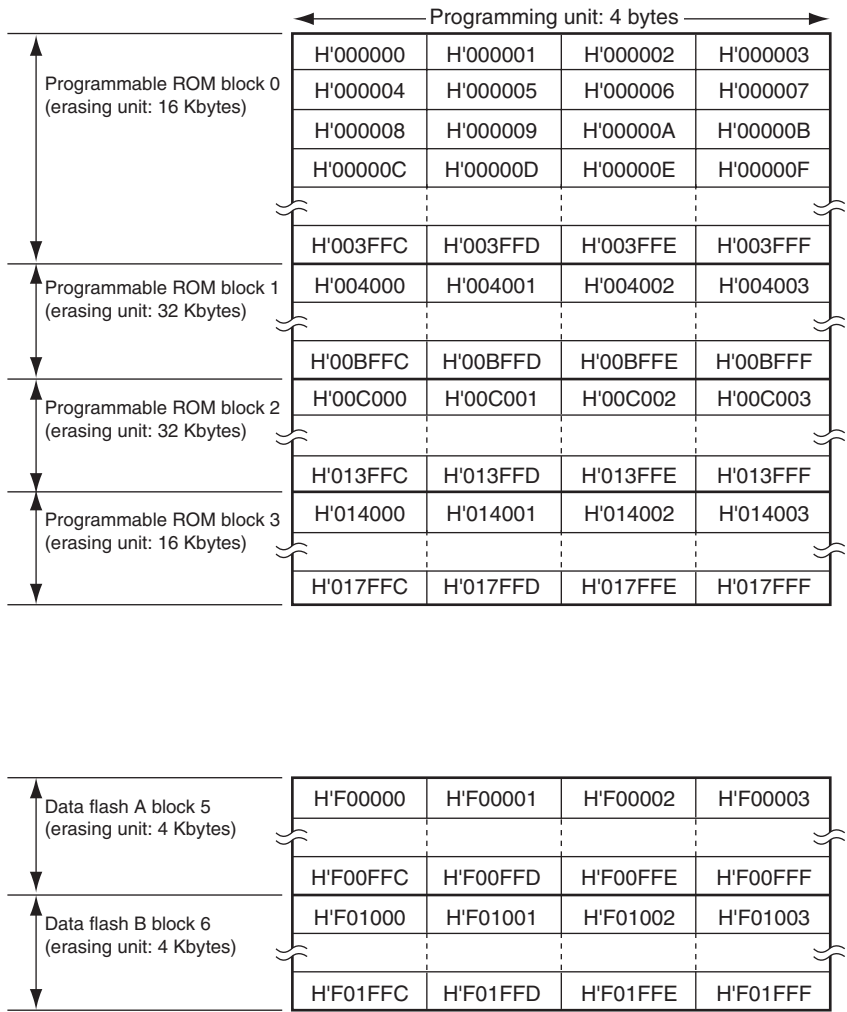 Programming unit: 4 bytes
Programmable ROM block 0
(erasing unit: 16 Kbytes)
H'000000 H'000001 H'000002 H'000003
H'000004 H'000005 H'000006 H'000007
H'000008 H'000009 H'00000A H'00000B
H'00000C H'00000D H'00000E H'00000F
H'003FFC H'003FFD H'003FFE H'003FFF
Programmable ROM block 1
(erasing unit: 32 Kbytes)
H'004000 H'004001 H'004002 H'004003
H'00BFFC H'00BFFD H'00BFFE H'00BFFF
Programmable ROM block 2
(erasing unit: 32 Kbytes)
H'00C000 H'00C001 H'00C002 H'00C003
H'013FFC H'013FFD H'013FFE H'013FFF
Programmable ROM block 3
(erasing unit: 16 Kbytes)
H'014000 H'014001 H'014002 H'014003
H'017FFC H'017FFD H'017FFE H'017FFF
Data flash A block 5
(erasing unit: 4 Kbytes)
H'F00000 H'F00001 H'F00002 H'F00003
H'F00FFC H'F00FFD H'F00FFE H'F00FFF
Data flash B block 6
(erasing unit: 4 Kbytes)
H'F01000 H'F01001 H'F01002 H'F01003
H'F01FFC H'F01FFD H'F01FFE H'F01FFF